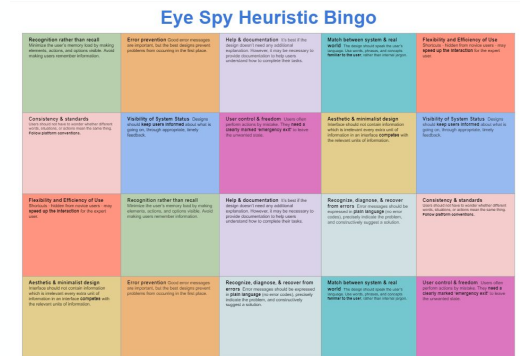 Eye Spy Heuristic Bingo
Recognition rather than recall
Minimize the user's memory load by making
elements, actions, and options visible. Avoid
making users remember information.
Error prevention Good error messages
are important, but the best designs prevent
problems from occurring in the first place.
Help & documentation It's best if the
design doesn't need any additional
explanation. However, it may be necessary to
provide documentation to help users
understand how to complete their tasks.
Match between system & real
world The design should speak the user's
language. Use words, phrases, and concepts
familiar to the user, rather than internal jargon.
Flexibility and Efficiency of Use
Shortcuts - hidden from novice users - may
speed up the interaction for the expert
user.
Consistency & standards
Users should not have to wonder whether different
words, situations, or actions mean the same thing.
Follow platform conventions.
Visibility of System Status Designs
should keep users informed about what is
going on, through appropriate, timely
feedback.
User control & freedom Users often
perform actions by mistake. They need a
clearly marked "emergency exit" to leave
the unwanted state.
Aesthetic & minimalist design
Interface should not contain information
which is irrelevant every extra unit of
information in an interface competes with
the relevant units of information.
Visibility of System Status Designs
should keep users informed about what is
going on, through appropriate, timely
feedback.
Flexibility and Efficiency of Use
Shortcuts - hidden from novice users - may
speed up the interaction for the expert
user.
Recognition rather than recall
Minimize the user's memory load by making
elements, actions, and options visible. Avoid
making users remember information.
Help & documentation It's best if the
design doesn't need any additional
explanation. However, it may be necessary to
provide documentation to help users
understand how to complete their tasks.
Recognize, diagnose, & recover
from errors Error messages should be
expressed in plain language (no error
codes), precisely indicate the problem,
and constructively suggest a solution.
Consistency & standards
Users should not have to wonder whether different
words, situations, or actions mean the same thing.
Follow platform conventions.
Aesthetic & minimalist design
Interface should not contain information
which is irrelevant every extra unit of
information in an interface competes with
the relevant units of information.
Error prevention Good error messages
are important, but the best designs prevent
problems from occurring in the first place.
Recognize, diagnose, & recover from
errors Error messages should be expressed
in plain language (no error codes), precisely
indicate the problem, and constructively
suggest a solution.
Match between system & real
world The design should speak the user's
language. Use words, phrases, and concepts
familiar to the user, rather than internal jargon.
User control & freedom Users often
perform actions by mistake. They need a
clearly marked "emergency exit" to leave
the unwanted state.